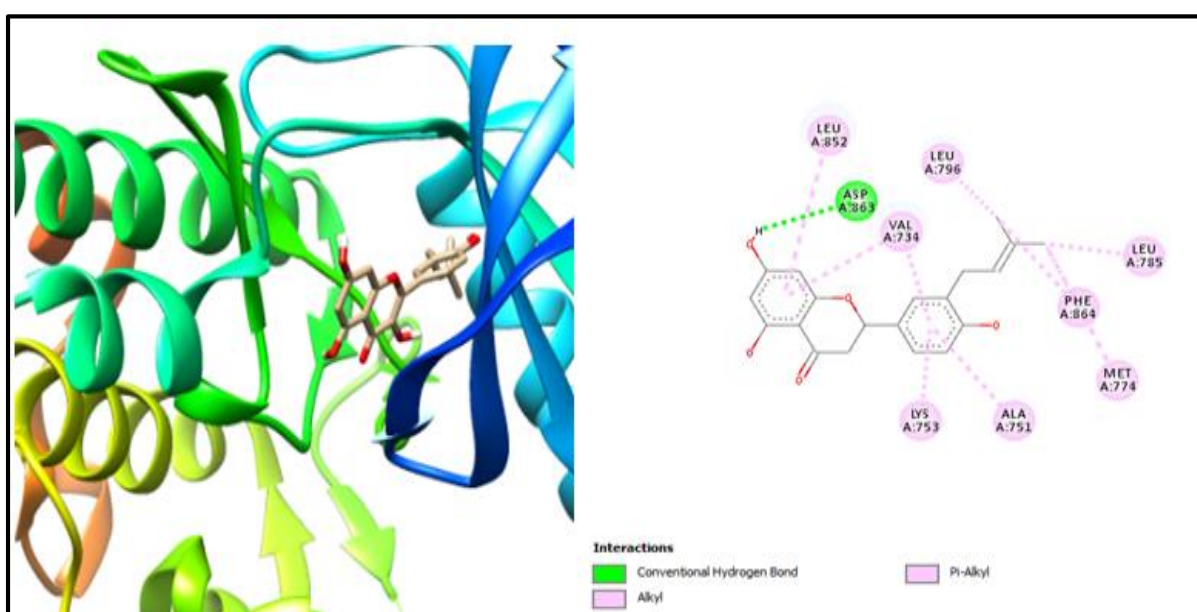 LEU
A:852
LEU
A:796
ASP
A:863
VAL
A:734
LEU
A:785
H
O
O
PHE
A:864
O
O
O
MET
A:774
LYS
A:753
ALA
A:751
Interactions
Conventional Hydrogen Bond
Pi-Alkyl
Alkyl